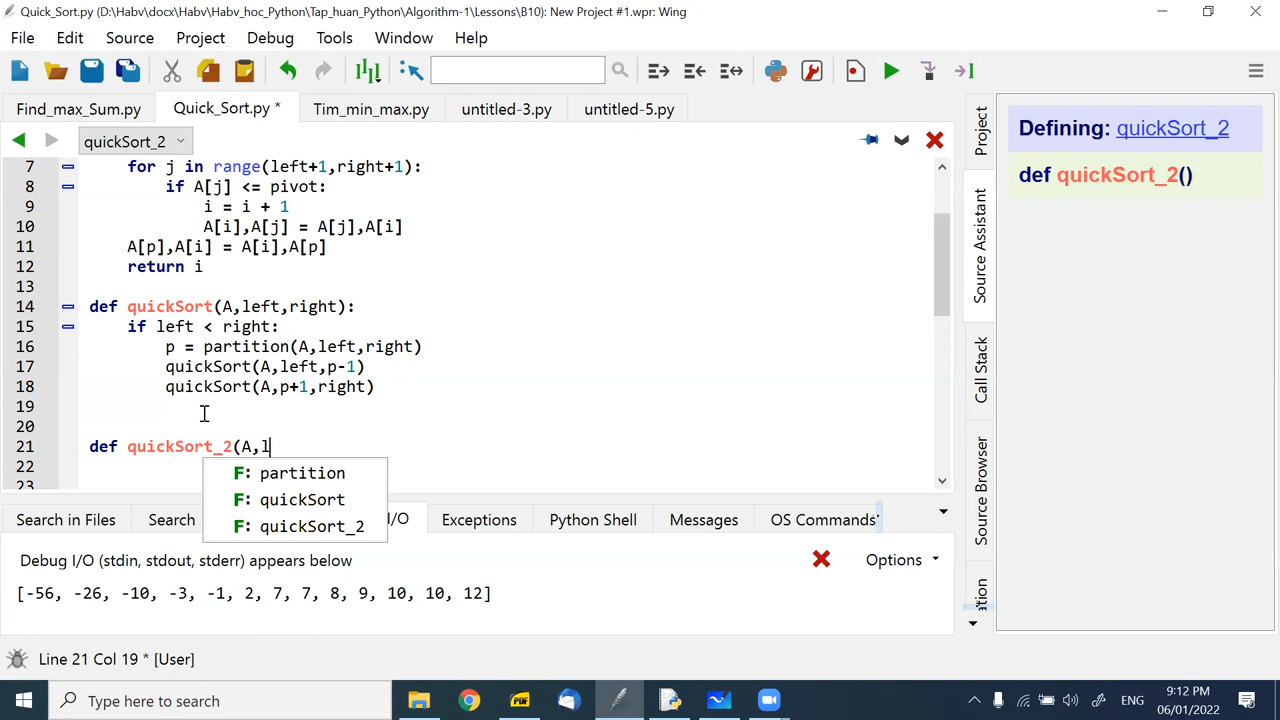 Quick_Sort.py (D:\Habv\docx\Habv\Habv_hoc_Python\Tap_huan_Python\Algorithm-1\Lessons\B10): New Project #1.wpr: Wing
File Edit Source Project Debug Tools Window Help
Find_max_Sum.py Quick_Sort.py * Tim_min_max.py untitled-3.py untitled-5.py
quickSort_2
7 for j in range(left+1,right+1):
8 if A[j] <= pivot:
9 i = i + 1
10 A[i],A[j] = A[j],A[i]
11 A[p],A[i] = A[i],A[p]
12 return i
13
14 def quickSort(A,left,right):
15 if left < right:
16 p = partition(A,left,right)
17 quickSort(A,left,p-1)
18 quickSort(A,p+1,right)
19
20
21 def quickSort_2(A,l
22
23
F: partition
F: quickSort
F: quickSort_2
Project
Source Assistant
Call Stack
Source Browser
ation
Defining: quickSort_2
def quickSort_2()
Search in Files Search I/O Exceptions Python Shell Messages OS Commands
Debug I/O (stdin, stdout, stderr) appears below
Options
[-56, -26, -10, -3, -1, 2, 7, 7, 8, 9, 10, 10, 12]
Line 21 Col 19 * [User]
Type here to search
PDF
ENG
9:12 PM
06/01/2022